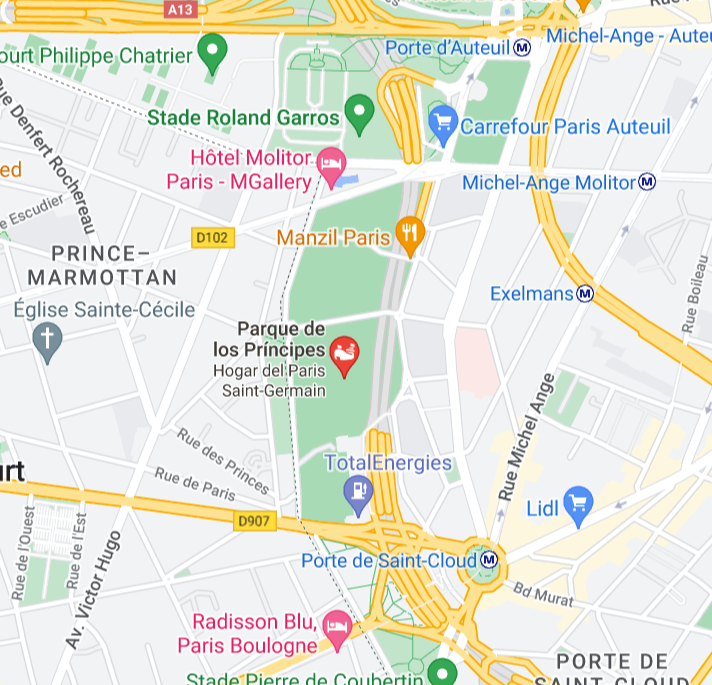 A13
Rue
ourt Philippe Chatrier
Porte d'Auteuil M
Michel-Ange - Auteu
Stade Roland Garros
Carrefour Paris Auteuil
Rue Denfert Rochereau
ed
Hôtel Molitor
Paris - MGallery
Michel-Ange Molitor M
e Escudier
D102
Manzil Paris
PRINCE-
MARMOTTAN
Exelmans M
Rue Boileau
Église Sainte-Cécile
Parque de
los Príncipes
Hogar del Paris
Saint-Germain
Rue Michel Ange
Rue des Princes
urt
Rue de Paris
TotalEnergies
Lidl
D907
Rue de l'Ouest
Rue de l'Est
Av. Victor Hugo
Porte de Saint-Cloud M
Bd Murat
Radisson Blu,
Paris Boulogne
PORTE DE
SAINT-CLOUD
Stade Pierre de Coubertin